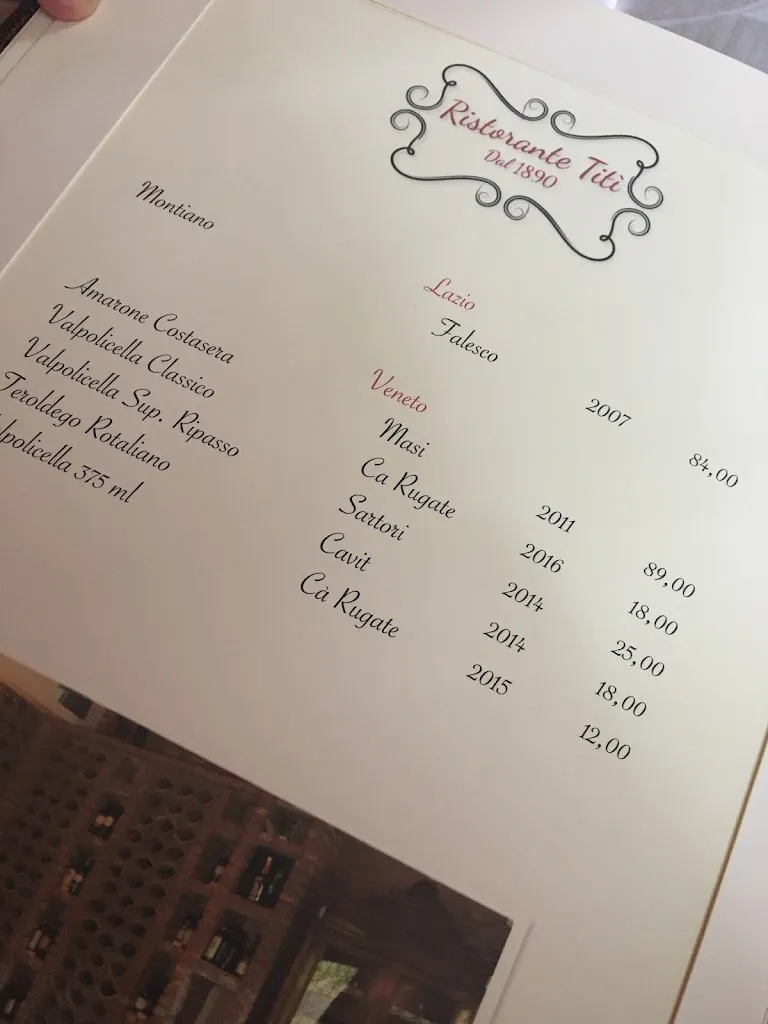 Ristorante Titì
Dal 1890
Lazio
Montiano Falesco 2007 84,00
Veneto
Amarone Costasera Masi 2011 89,00
Valpolicella Classico Ca Rugate 2016 18,00
Valpolicella Sup. Ripasso Sartori 2014 25,00
Teroldego Rotaliano Cavit 2014 18,00
lpolicella 375 ml Cà Rugate 2015 12,00